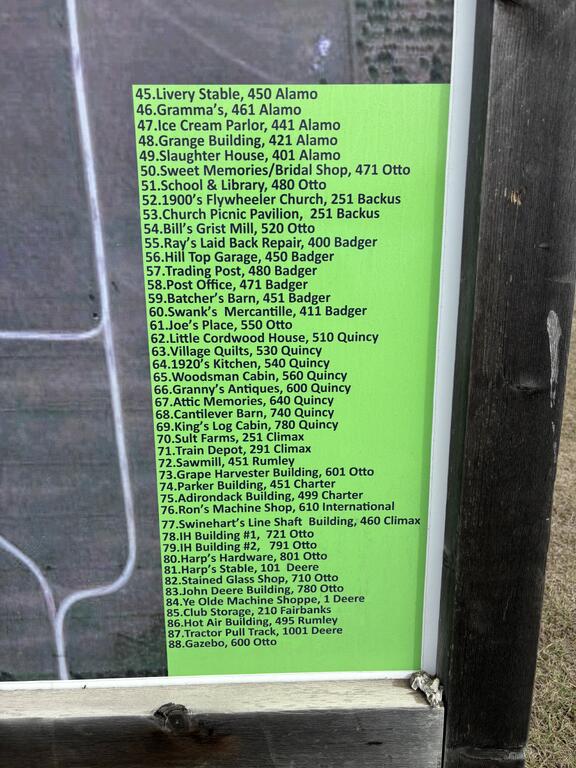 45.Livery Stable, 450 Alamo
46.Gramma's, 461 Alamo
47.Ice Cream Parlor, 441 Alamo
48.Grange Building, 421 Alamo
49.Slaughter House, 401 Alamo
50.Sweet Memories/Bridal Shop, 471 Otto
51.School & Library, 480 Otto
52.1900's Flywheeler Church, 251 Backus
53.Church Picnic Pavilion, 251 Backus
54.Bill's Grist Mill, 520 Otto
55.Ray's Laid Back Repair, 400 Badger
56.Hill Top Garage, 450 Badger
57.Trading Post, 480 Badger
58.Post Office, 471 Badger
59.Batcher's Barn, 451 Badger
60.Swank's Mercantille, 411 Badger
61.Joe's Place, 550 Otto
62.Little Cordwood House, 510 Quincy
63.Village Quilts, 530 Quincy
64.1920's Kitchen, 540 Quincy
65.Woodsman Cabin, 560 Quincy
66.Granny's Antiques, 600 Quincy
67.Attic Memories, 640 Quincy
68.Cantilever Barn, 740 Quincy
69.King's Log Cabin, 780 Quincy
70.Sult Farms, 251 Climax
71.Train Depot, 291 Climax
72.Sawmill, 451 Rumley
73.Grape Harvester Building, 601 Otto
74.Parker Building, 451 Charter
75.Adirondack Building, 499 Charter
76.Ron's Machine Shop, 610 International
77.Swinehart's Line Shaft Building, 460 Climax
78.IH Building #1, 721 Otto
79.IH Building #2, 791 Otto
80.Harp's Hardware, 801 Otto
81.Harp's Stable, 101 Deere
82.Stained Glass Shop, 710 Otto
83.John Deere Building, 780 Otto
84.Ye Olde Machine Shoppe, 1 Deere
85.Club Storage, 210 Fairbanks
86.Hot Air Building, 495 Rumley
87.Tractor Pull Track, 1001 Deere
88.Gazebo, 600 Otto